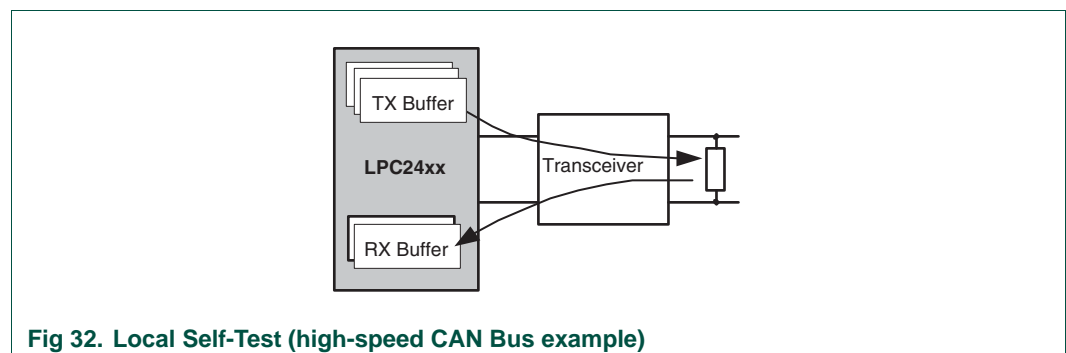 TX Buffer
LPC24xx
Transceiver
RX Buffer
Fig 32. Local Self-Test (high-speed CAN Bus example)